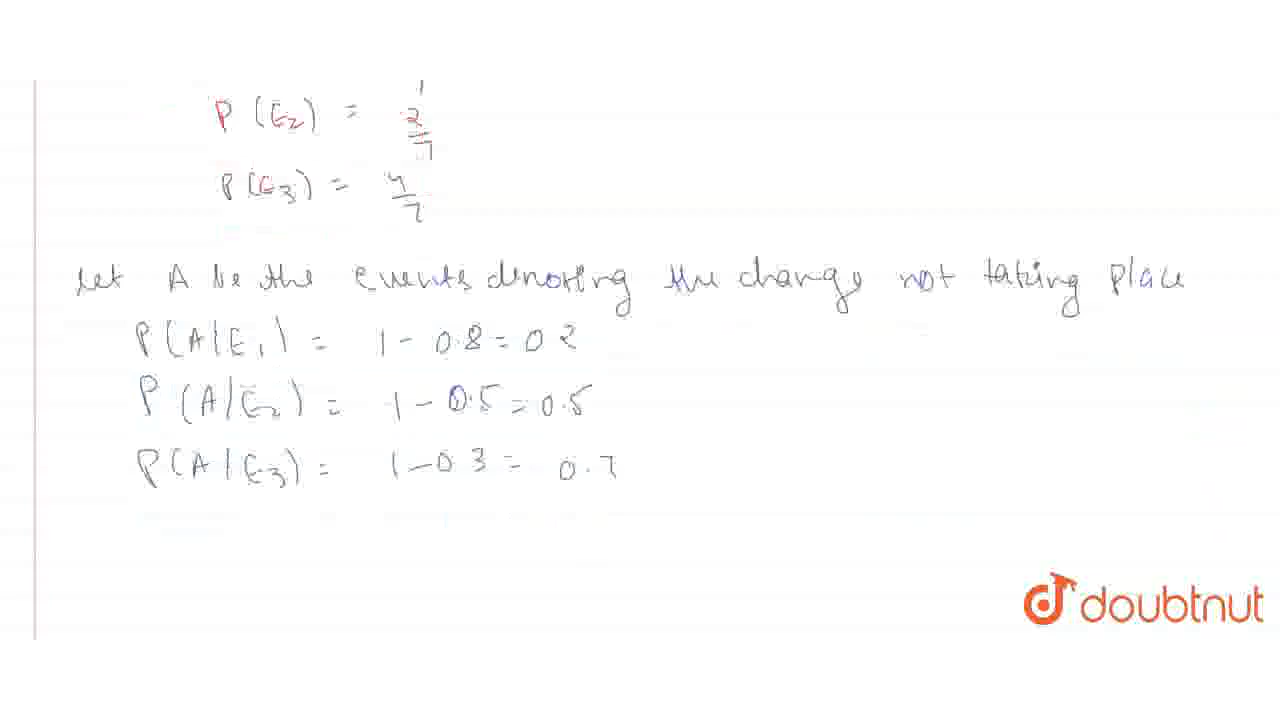 P (E2) = 2/7
P(E3) = 4/7
let A be the events denoting the change not taking place
P(A|E1) = 1 - 0.8 = 0 2
P (A|E2) = 1 - 0.5 = 0.5
P(A|E3) = 1 - 0 3 = 0.7
doubtnut